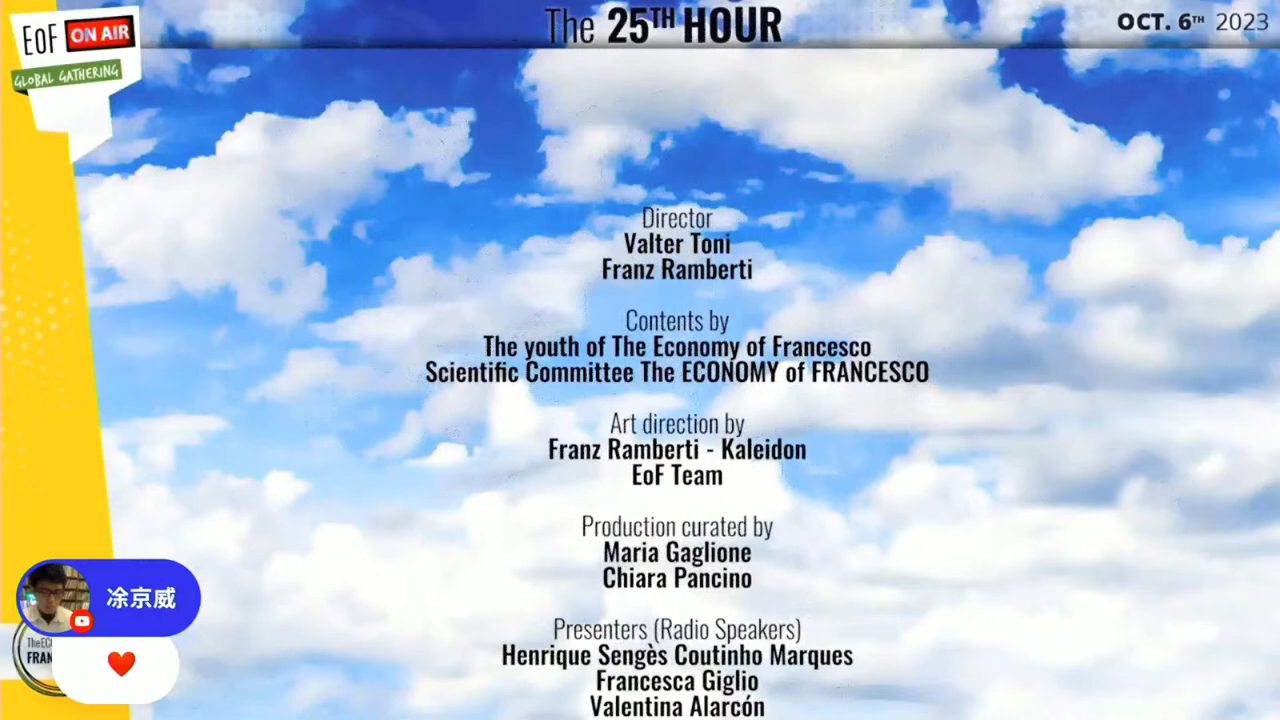 EoF ON AIR
GLOBAL GATHERING
The 25TH HOUR
OCT. 6TH 2023
Director
Valter Toni
Franz Ramberti
Contents by
The youth of The Economy of Francesco
Scientific Committee The ECONOMY of FRANCESCO
Art direction by
Franz Ramberti - Kaleidon
EoF Team
Production curated by
Maria Gaglione
Chiara Pancino
Presenters (Radio Speakers)
Henrique Sengès Coutinho Marques
Francesca Giglio
Valentina Alarcón
凃京威
❤️